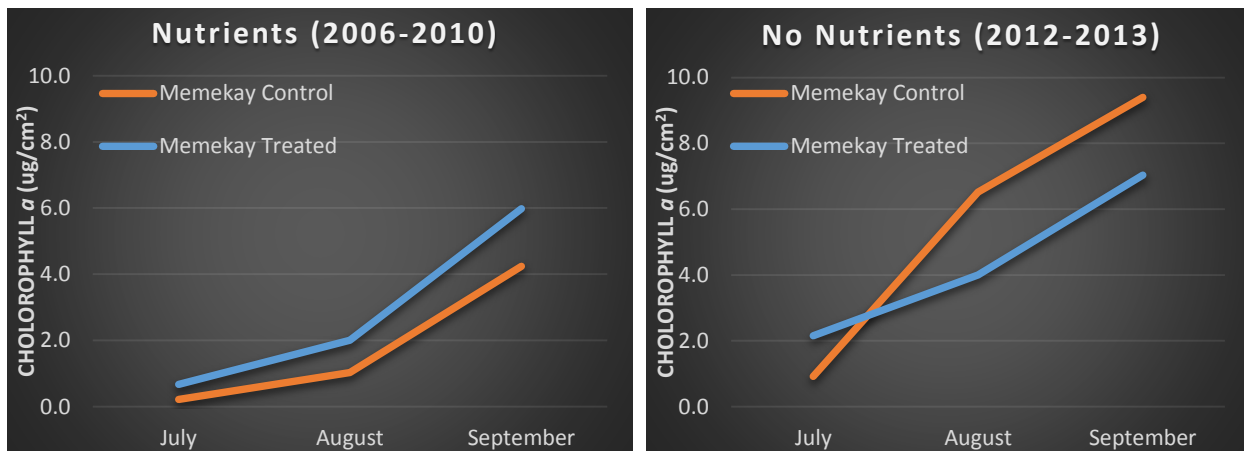 Nutrients (2006-2010)
CHOLOROPHYLL a (ug/cm²)
10.0
8.0
6.0
4.0
2.0
0.0
Memekay Control
Memekay Treated
July August September
No Nutrients (2012-2013)
CHOLOROPHYLL a (ug/cm²)
10.0
8.0
6.0
4.0
2.0
0.0
Memekay Control
Memekay Treated
July August September